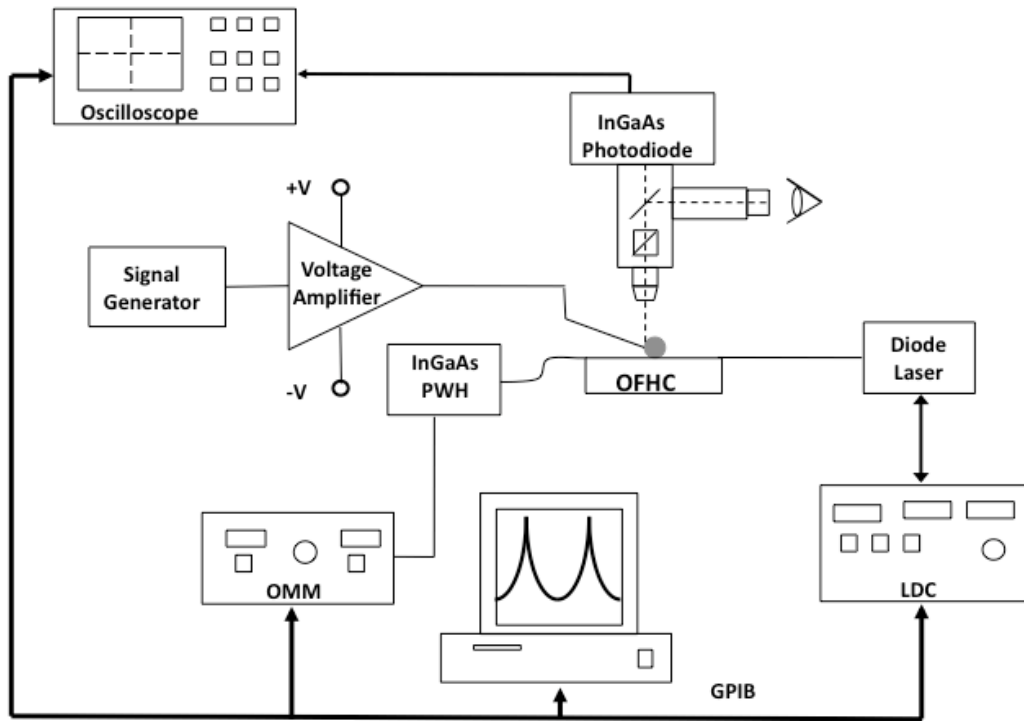 Oscilloscope
InGaAs
Photodiode
+V
Signal
Generator
Voltage
Amplifier
-V
InGaAs
PWH
OFHC
Diode
Laser
OMM
LDC
GPIB